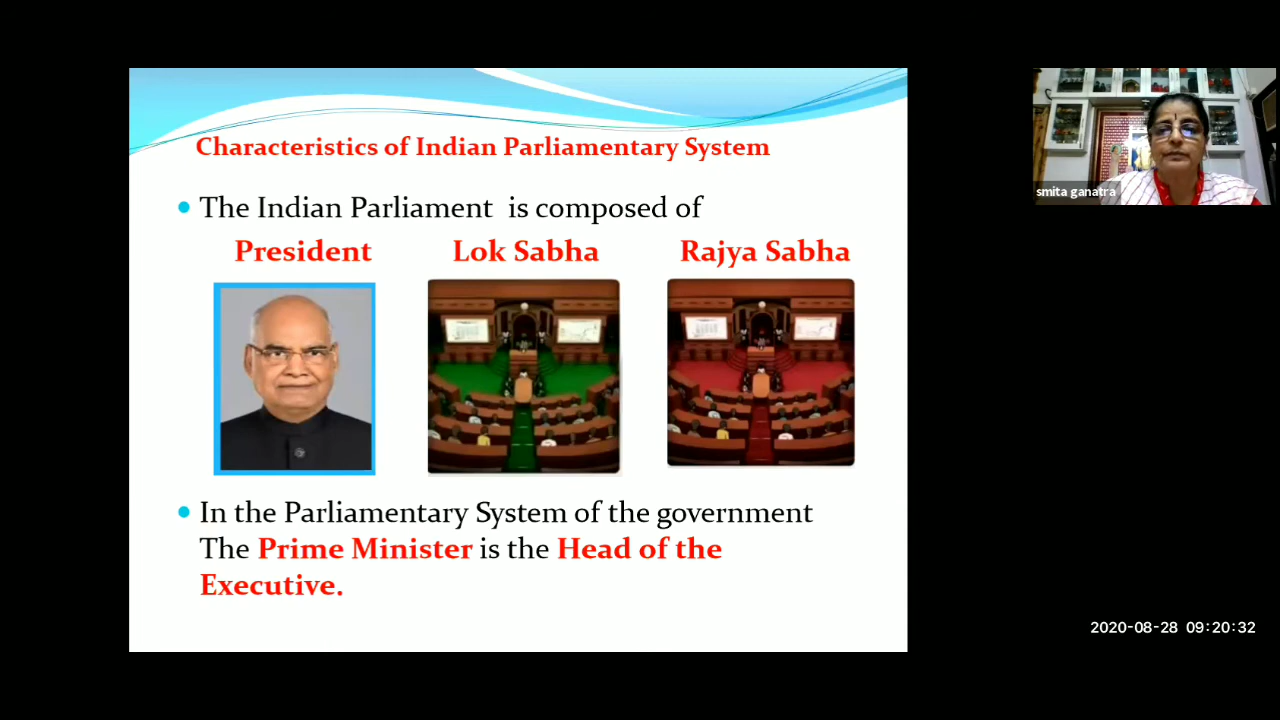 Characteristics of Indian Parliamentary System
The Indian Parliament is composed of
President Lok Sabha Rajya Sabha
In the Parliamentary System of the government
The Prime Minister is the Head of the
Executive.
smita ganatra
2020-08-28 09:20:32